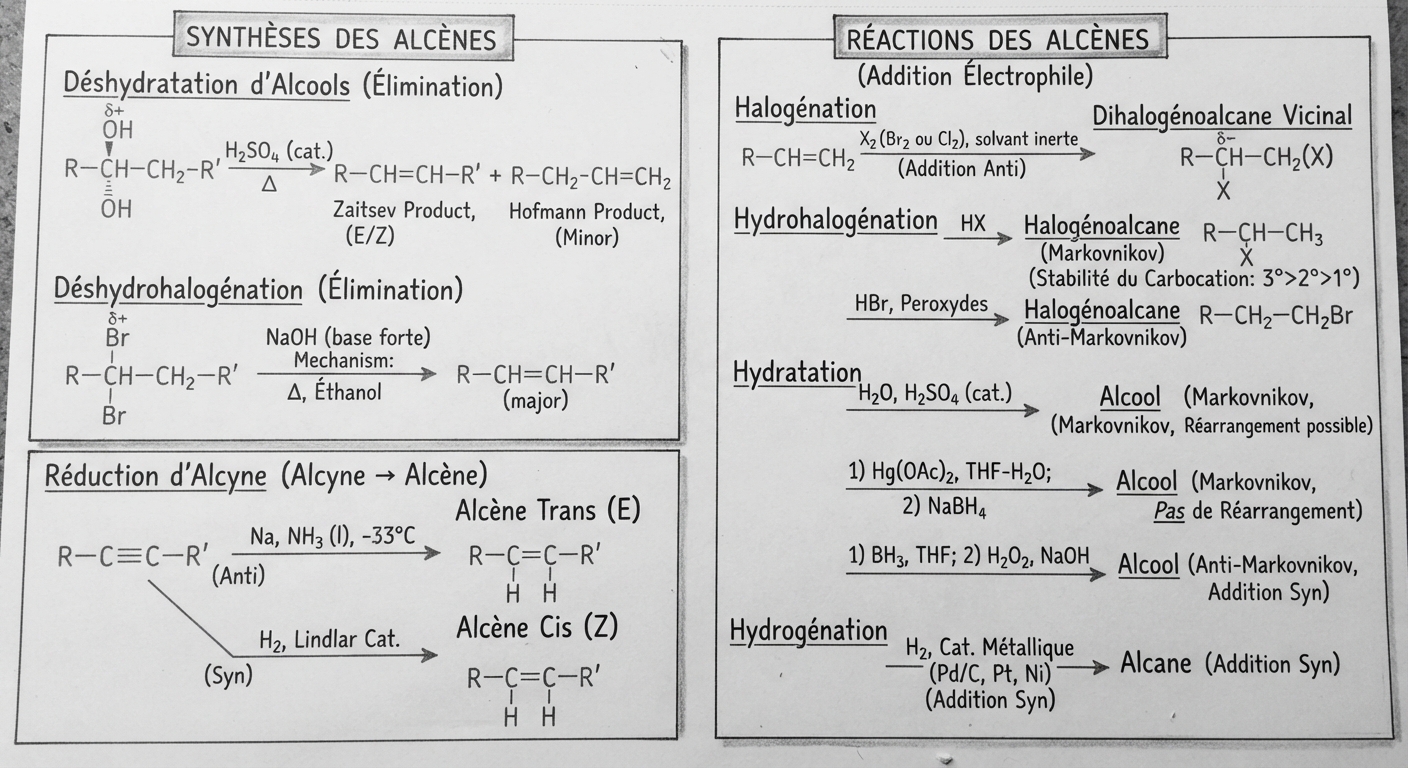 SYNTHÈSES DES ALCÈNES
Déshydratation d'Alcools (Élimination)
δ+
OH
R–CH–CH₂–R' H₂SO₄ (cat.) Δ R–CH=CH–R' + R–CH₂–CH=CH₂
OH
Zaitsev Product, Hofmann Product,
(E/Z) (Minor)
Déshydrohalogénation (Élimination)
δ+
Br
NaOH (base forte)
Mechanism:
R–CH–CH₂–R' R–CH=CH–R'
Δ, Éthanol (major)
Br
Réduction d'Alcyne (Alcyne → Alcène)
Alcène Trans (E)
Na, NH₃ (l), -33°C
R–C≡C–R' R–C=C–R'
(Anti)
H H
Alcène Cis (Z)
H₂, Lindlar Cat.
(Syn) R–C=C–R'
H H
RÉACTIONS DES ALCÈNES
(Addition Électrophile)
Halogénation Dihalogénoalcane Vicinal
X₂ (Br₂ ou Cl₂), solvant inerte δ-
R–CH=CH₂ R–CH–CH₂(X)
(Addition Anti)
X
Hydrohalogénation HX Halogénoalcane R–CH–CH₃
(Markovnikov) X
(Stabilité du Carbocation: 3°>2°>1°)
HBr, Peroxydes Halogénoalcane R–CH₂–CH₂Br
(Anti-Markovnikov)
Hydratation
H₂O, H₂SO₄ (cat.) Alcool (Markovnikov,
(Markovnikov, Réarrangement possible)
1) Hg(OAc)₂, THF-H₂O; Alcool (Markovnikov,
2) NaBH₄ Pas de Réarrangement)
1) BH₃, THF; 2) H₂O₂, NaOH Alcool (Anti-Markovnikov,
Addition Syn)
Hydrogénation
H₂, Cat. Métallique
(Pd/C, Pt, Ni) Alcane (Addition Syn)
(Addition Syn)